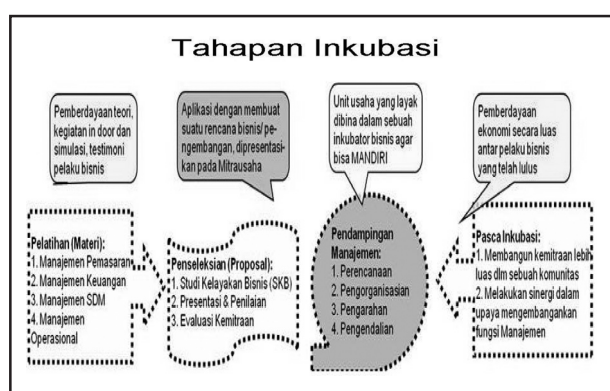 Tahapan Inkubasi
Pemberdayaan teori,
kegiatan in door dan
simulasi, testimoni
pelaku bisnis
Aplikasi dengan membuat
suatu rencana bisnis/ pe-
ngembangan, dipresentasi-
kan pada Mitrausaha
Unit usaha yang layak
dibina dalam sebuah
inkubator bisnis agar
bisa MANDIRI
Pemberdayaan
ekonomi secara luas
antar pelaku bisnis
yang telah lulus
Pelatihan (Materi):
1. Manajemen Pemasaran
2. Manajemen Keuangan
3. Manajemen SDM
4. Manajemen
Operasional
Penseleksian (Proposal):
1. Studi Kelayakan Bisnis (SKB)
2. Presentasi & Penilaian
3. Evaluasi Kemitraan
Pendampingan
Manajemen:
1. Perencanaan
2. Pengorganisasian
3. Pengarahan
4. Pengendalian
Pasca Inkubasi:
1. Membangun kemitraan lebih
luas dlm sebuah komunitas
2. Melakukan sinergi dalam
upaya mengembangkan
fungsi Manajemen